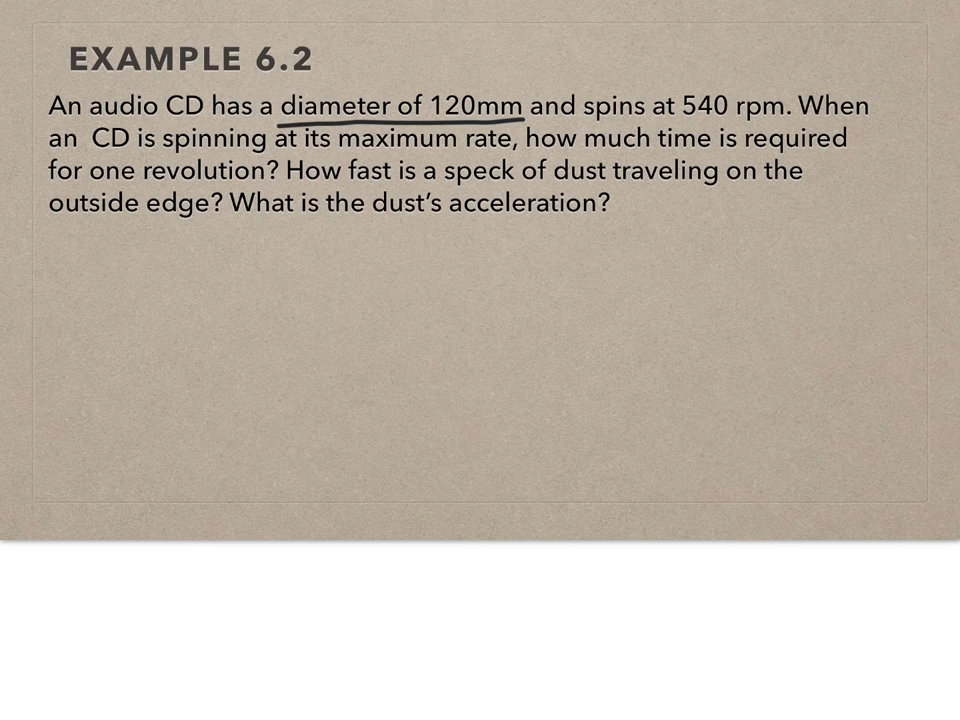 EXAMPLE 6.2
An audio CD has a diameter of 120mm and spins at 540 rpm. When
an  CD is spinning at its maximum rate, how much time is required
for one revolution? How fast is a speck of dust traveling on the
outside edge? What is the dust’s acceleration?